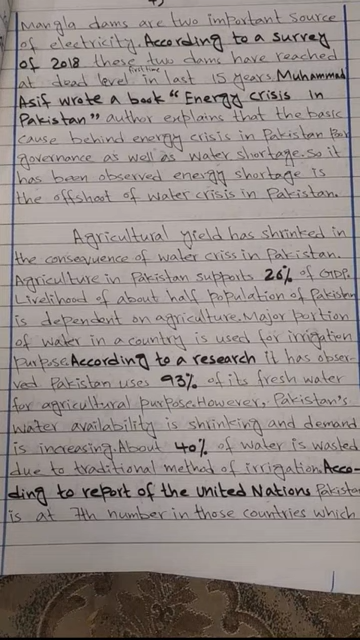 Mangla dams are two important source
of electricity. According to a survey
of 2018 these two dams have reached
at dead level first time in last 15 years. Muhammad
Asif wrote a book "Energy crisis In
Pakistan" author explains that the basic
cause behind energy crisis in Pakistan
governance as well as water shortage. So it
has been observed energy shortage is
the offshoot of water crisis in Pakistan.
Agricultural yield has shrinked in
the consequence of water criss in Pakistan.
Agriculture in Pakistan supports 26% of GDP.
Livelihood of about half population of Pakistan
is dependent on agriculture. Major portion
of water in a country is used for irrigation
purpose. According to a research it has obser-
ved Pakistan uses 93% of its fresh water
for agricultural purpose. However, Pakistan's
water availability is shrinking and demand
is increasing. About 40% of water is wasted
due to traditional method of irrigation. Acco-
ding to report of the United Nations Pakistan
is at 7th number in those countries which